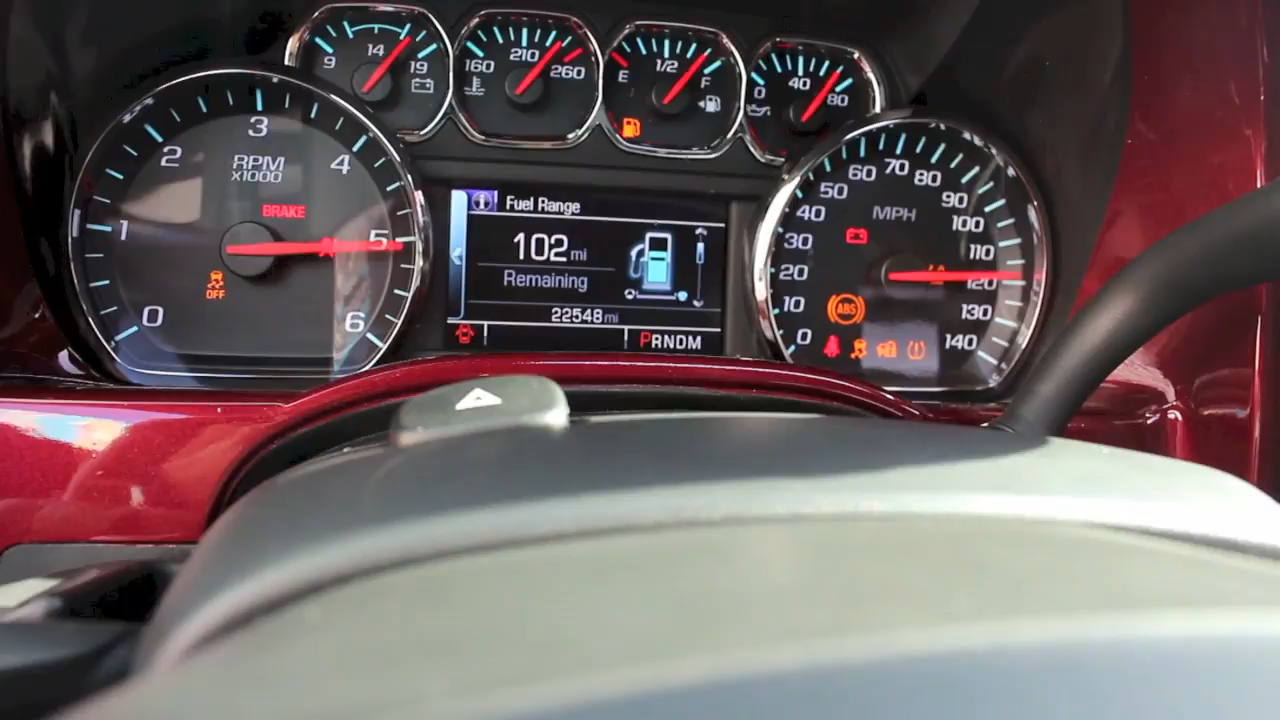 9 14 19
160 210 260
E 1/2 F
0 40 80
0 1 2 3 4 5 6
RPM
x1000
BRAKE
OFF
Fuel Range
102 mi
Remaining
22548 mi
PRNDM
0 10 20 30 40 50 60 70 80 90 100 110 120 130 140
MPH
ABS